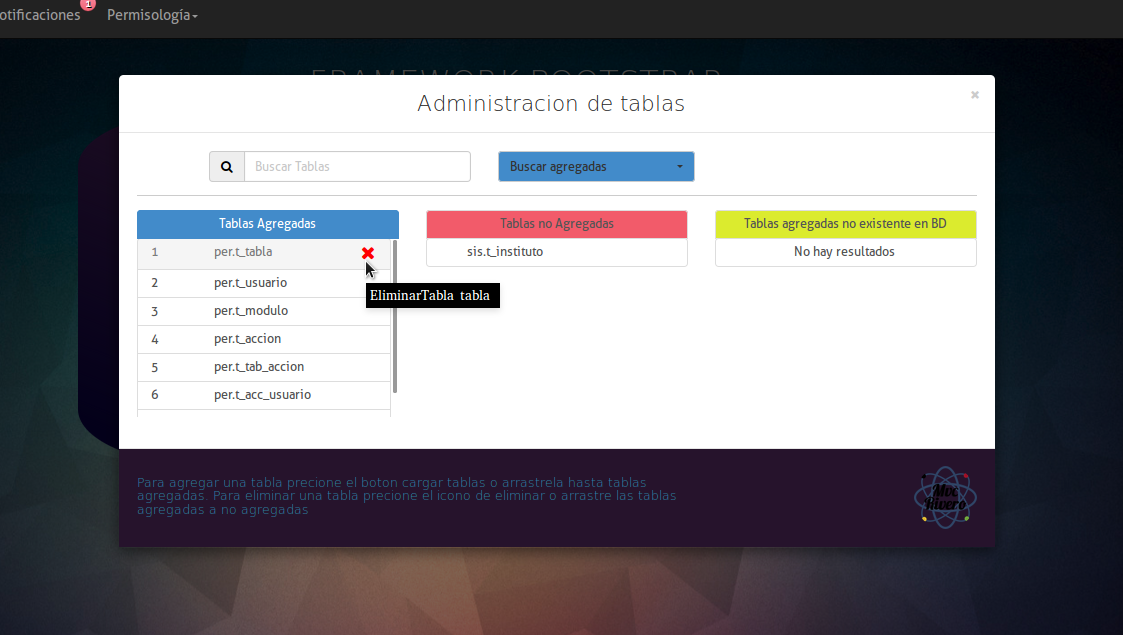 otificaciones 1 Permisología
FRAMEWORK BOOTSTRAP
Administracion de tablas ×
Buscar Tablas Buscar agregadas
Tablas Agregadas Tablas no Agregadas Tablas agregadas no existente en BD
1 per.t_tabla sis.t_instituto No hay resultados
2 per.t_usuario
EliminarTabla tabla
3 per.t_modulo
4 per.t_accion
5 per.t_tab_accion
6 per.t_acc_usuario
Para agregar una tabla precione el boton cargar tablas o arrastrela hasta tablas
agregadas. Para eliminar una tabla precione el icono de eliminar o arrastre las tablas
agregadas a no agregadas
Mvc
Rivero